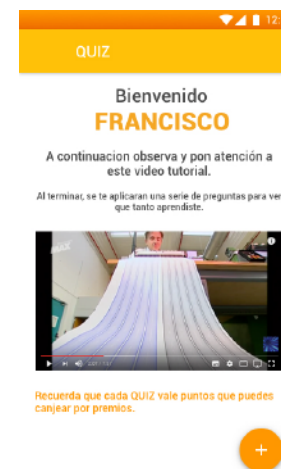 12:
QUIZ
Bienvenido
FRANCISCO
A continuacion observa y pon atención a
este video tutorial.
Al terminar, se te aplicaran una serie de preguntas para ver
que tanto aprendiste.
Recuerda que cada QUIZ vale puntos que puedes
canjear por premios.
+